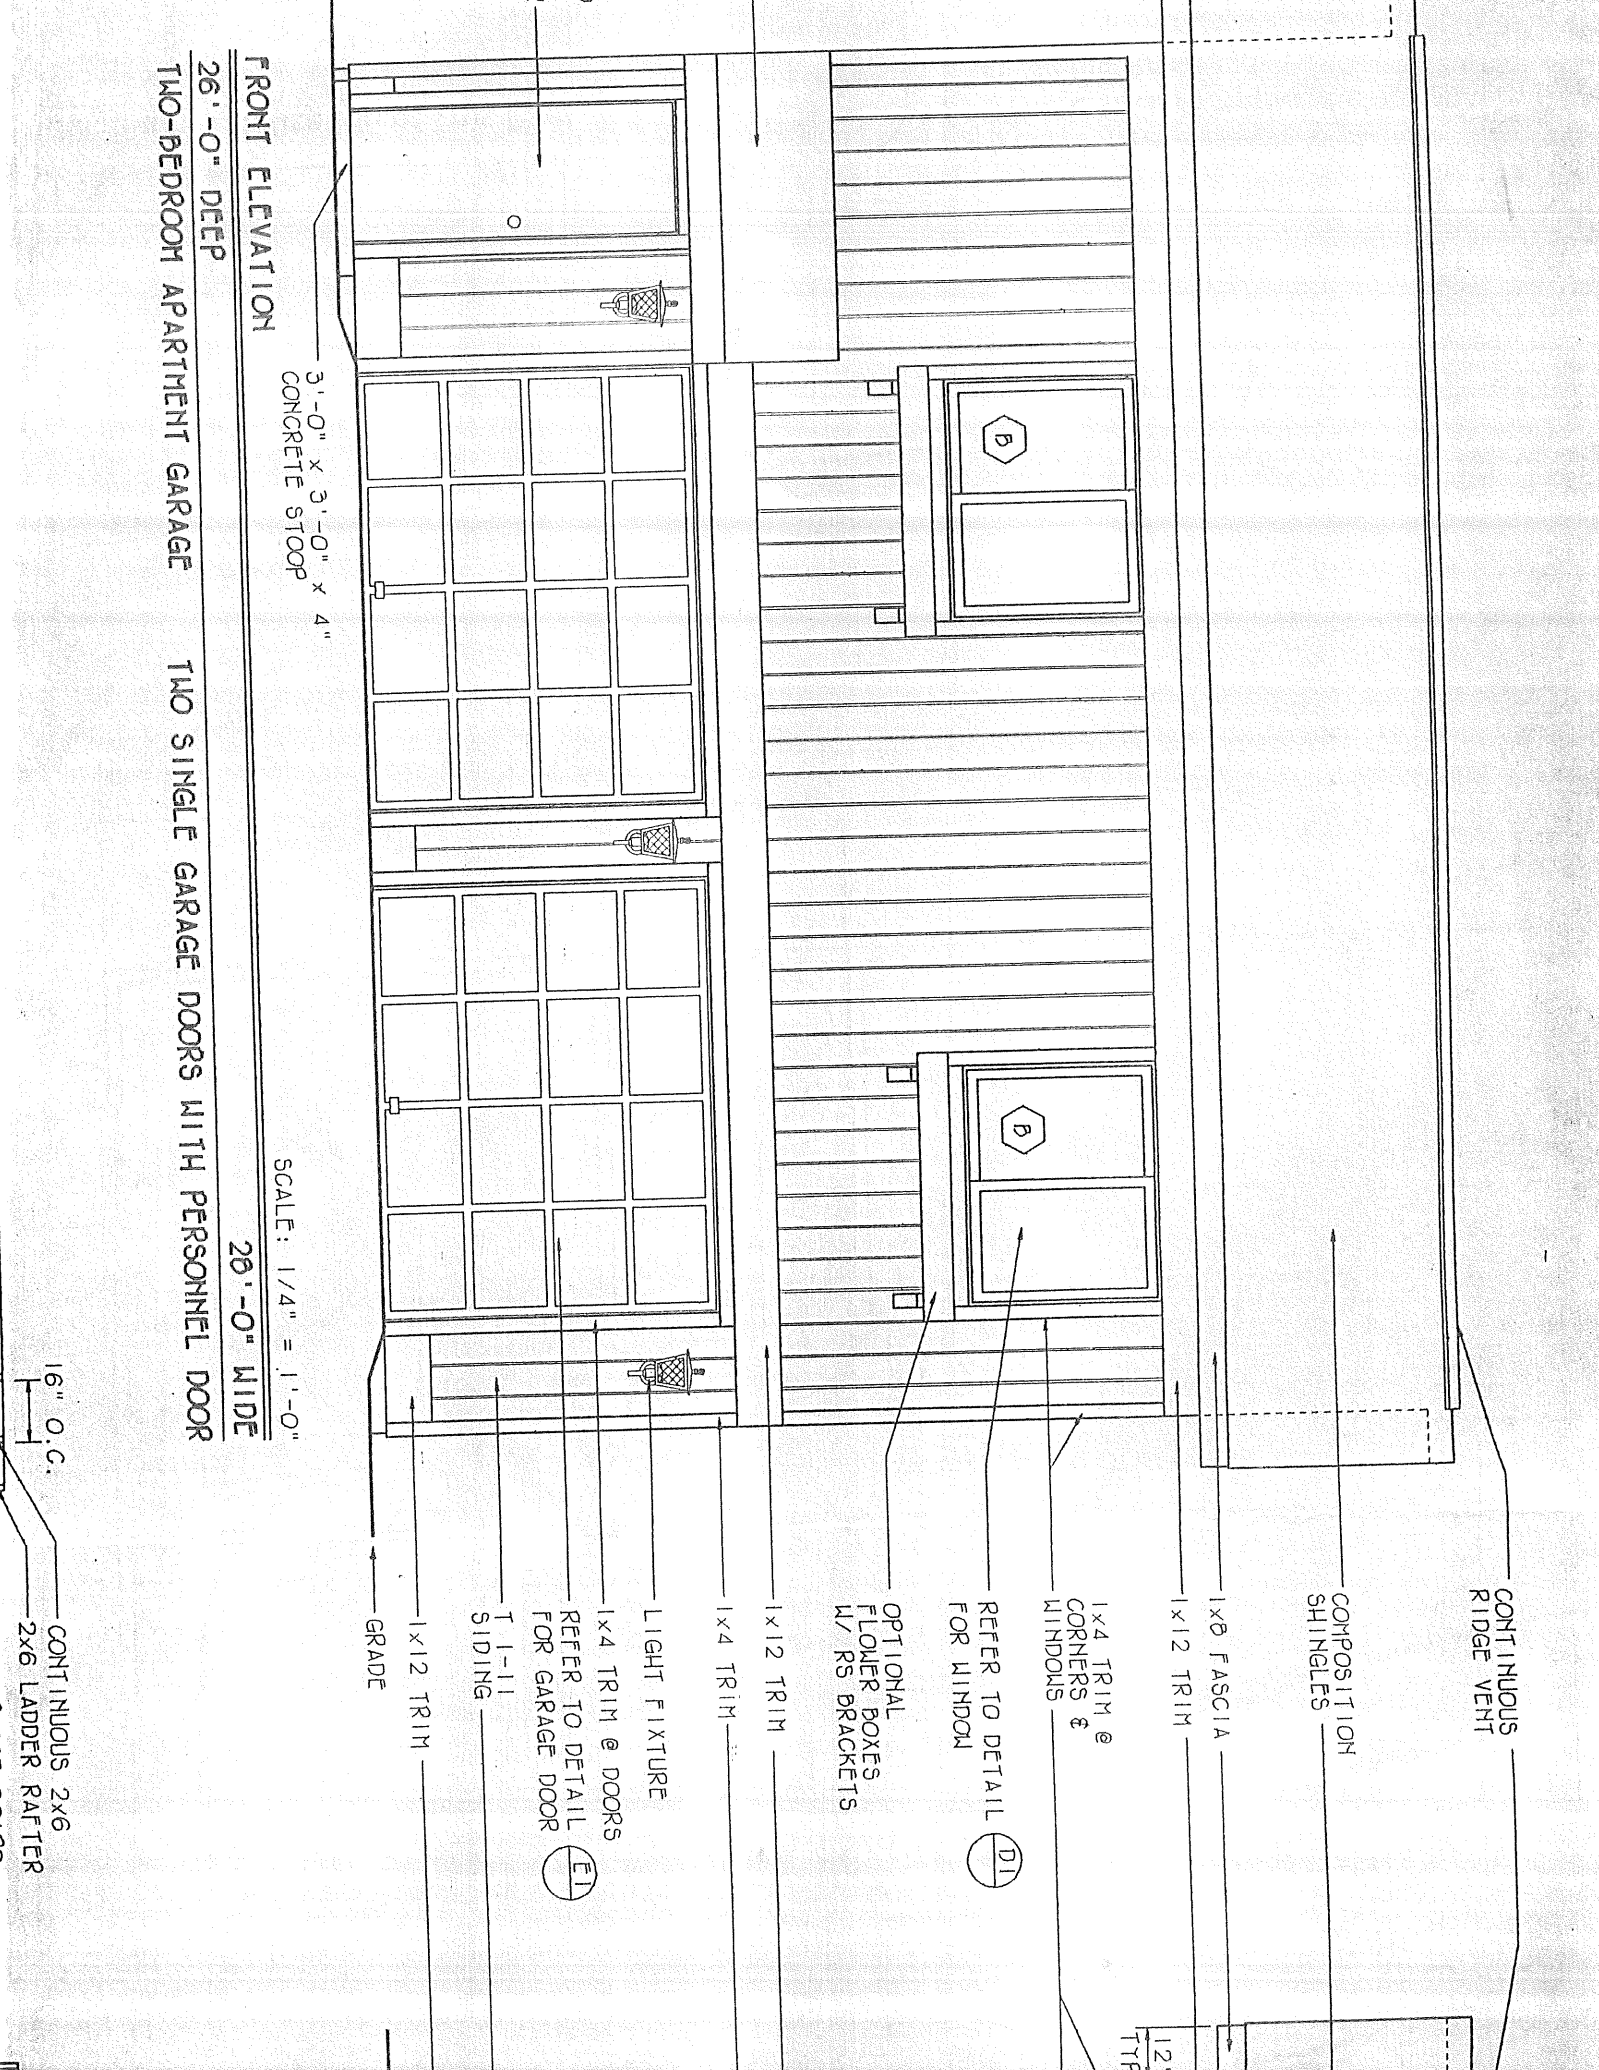 CONTINUOUS
RIDGE VENT
COMPOSITION
SHINGLES
1x8 FASCIA
1x12 TRIM
1x4 TRIM @
CORNERS &
WINDOWS
REFER TO DETAIL
FOR WINDOW
D1
OPTIONAL
FLOWER BOXES
W/ RS BRACKETS
1x12 TRIM
1x4 TRIM
LIGHT FIXTURE
1x4 TRIM @ DOORS
REFER TO DETAIL
FOR GARAGE DOOR
E1
T 1-11
SIDING
1x12 TRIM
GRADE
B
B
3'-0" x 3'-0" x 4"
CONCRETE STOOP
SCALE: 1/4" = 1'-0"
FRONT ELEVATION
28'-0" WIDE
26'-0" DEEP
TWO-BEDROOM APARTMENT GARAGE TWO SINGLE GARAGE DOORS WITH PERSONNEL DOOR
16" O.C.
CONTINUOUS 2x6
2x6 LADDER RAFTER
12"
TYP